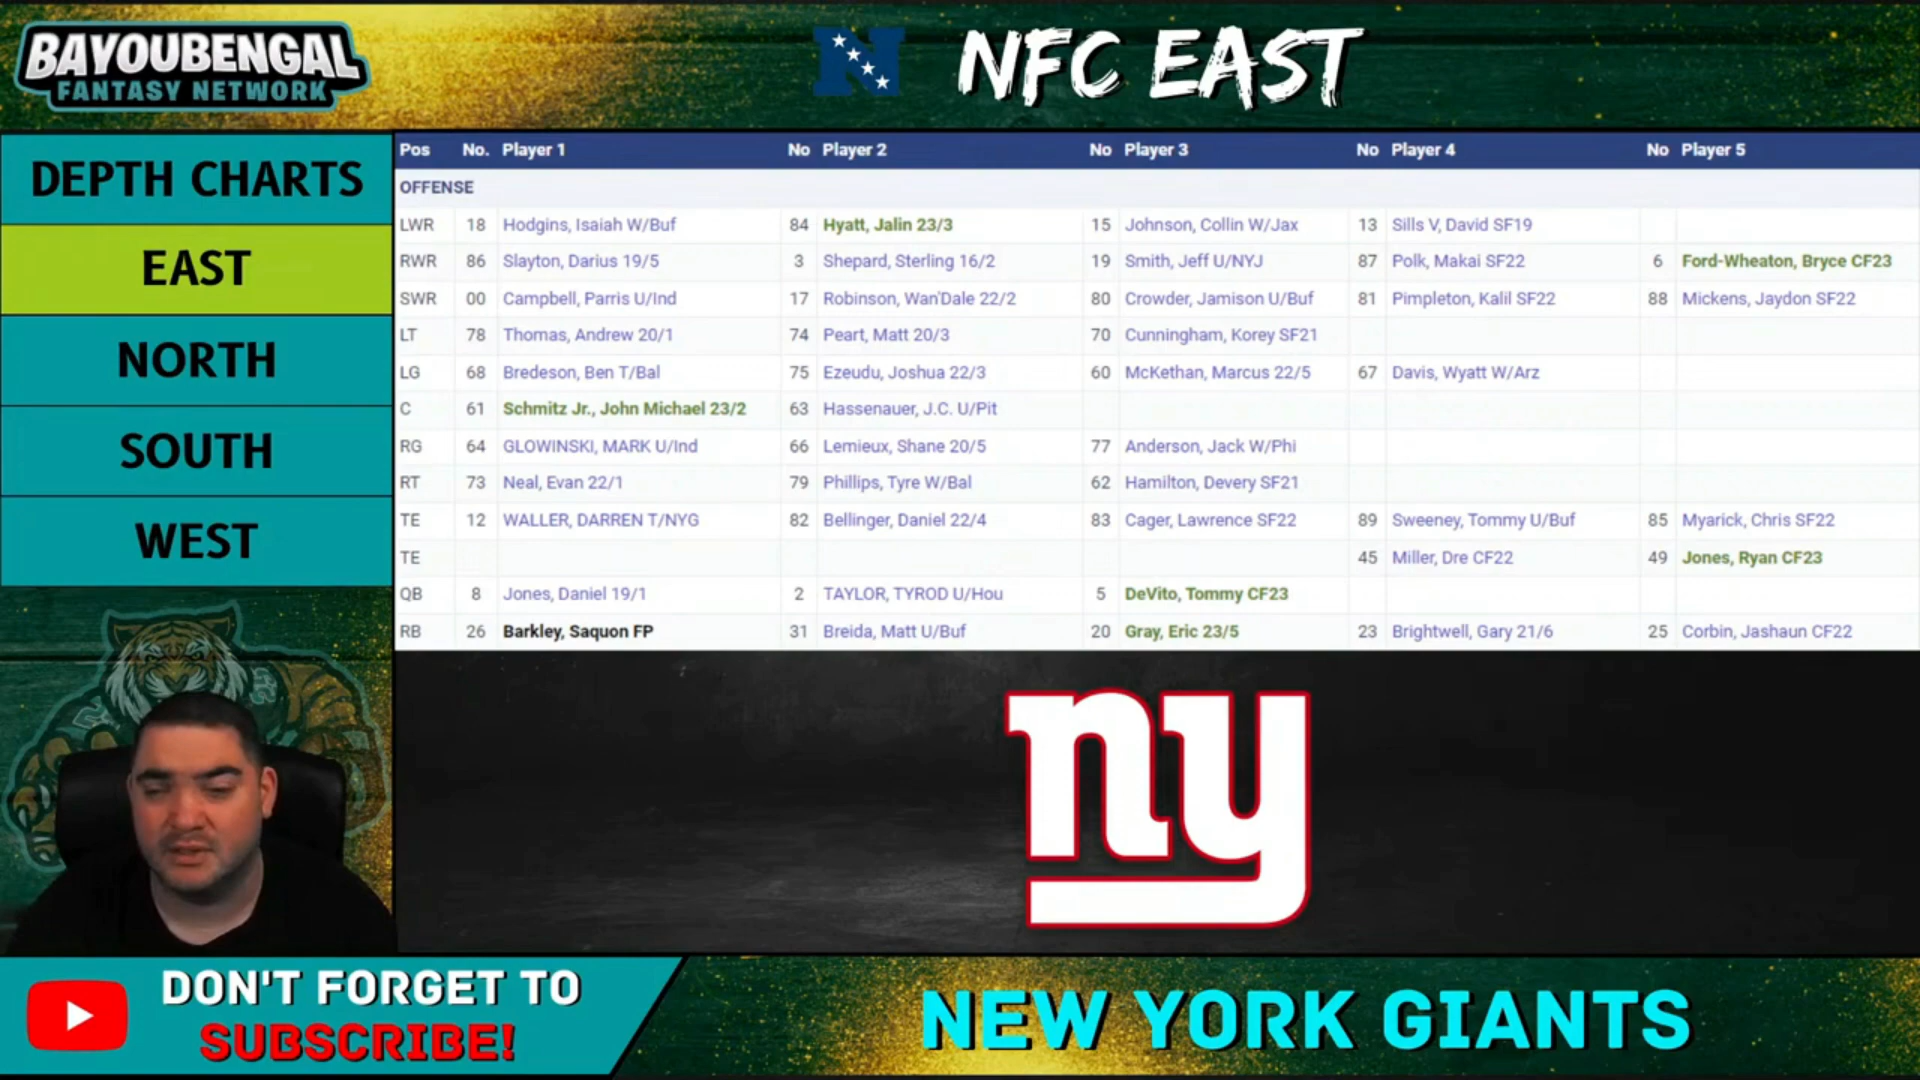 BAYOUBENGAL
FANTASY NETWORK
N NFC EAST
DEPTH CHARTS
EAST
NORTH
SOUTH
WEST
Pos No. Player 1 No Player 2 No Player 3 No Player 4 No Player 5
OFFENSE
LWR 18 Hodgins, Isaiah W/Buf 84 Hyatt, Jalin 23/3 15 Johnson, Collin W/Jax 13 Sills V, David SF19
RWR 86 Slayton, Darius 19/5 3 Shepard, Sterling 16/2 19 Smith, Jeff U/NYJ 87 Polk, Makai SF22 6 Ford-Wheaton, Bryce CF23
SWR 00 Campbell, Parris U/Ind 17 Robinson, Wan'Dale 22/2 80 Crowder, Jamison U/Buf 81 Pimpleton, Kalil SF22 88 Mickens, Jaydon SF22
LT 78 Thomas, Andrew 20/1 74 Peart, Matt 20/3 70 Cunningham, Korey SF21
LG 68 Bredeson, Ben T/Bal 75 Ezeudu, Joshua 22/3 60 McKethan, Marcus 22/5 67 Davis, Wyatt W/Arz
C 61 Schmitz Jr., John Michael 23/2 63 Hassenauer, J.C. U/Pit
RG 64 GLOWINSKI, MARK U/Ind 66 Lemieux, Shane 20/5 77 Anderson, Jack W/Phi
RT 73 Neal, Evan 22/1 79 Phillips, Tyre W/Bal 62 Hamilton, Devery SF21
TE 12 WALLER, DARREN T/NYG 82 Bellinger, Daniel 22/4 83 Cager, Lawrence SF22 89 Sweeney, Tommy U/Buf 85 Myarick, Chris SF22
TE 45 Miller, Dre CF22 49 Jones, Ryan CF23
QB 8 Jones, Daniel 19/1 2 TAYLOR, TYROD U/Hou 5 DeVito, Tommy CF23
RB 26 Barkley, Saquon FP 31 Breida, Matt U/Buf 20 Gray, Eric 23/5 23 Brightwell, Gary 21/6 25 Corbin, Jashaun CF22
ny
DON'T FORGET TO
SUBSCRIBE!
NEW YORK GIANTS